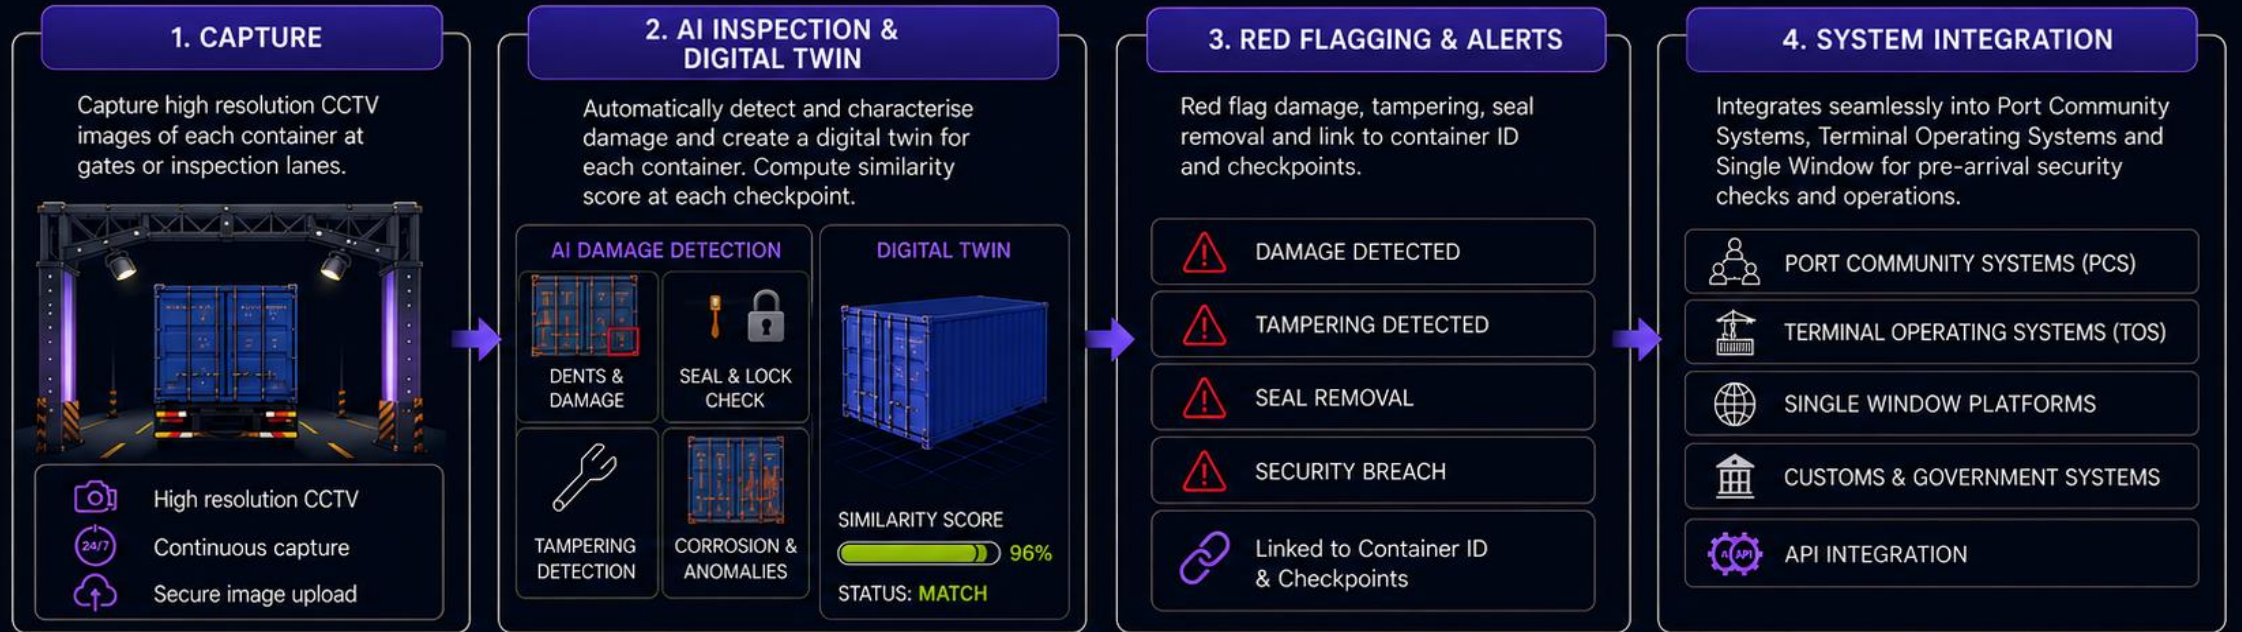 1. CAPTURE
Capture high resolution CCTV
images of each container at
gates or inspection lanes.
High resolution CCTV
24/7
Continuous capture
Secure image upload
2. AI INSPECTION &
DIGITAL TWIN
Automatically detect and characterise
damage and create a digital twin for
each container. Compute similarity
score at each checkpoint.
AI DAMAGE DETECTION
DENTS &
DAMAGE
SEAL & LOCK
CHECK
TAMPERING
DETECTION
CORROSION &
ANOMALIES
DIGITAL TWIN
SIMILARITY SCORE
96%
STATUS: MATCH
3. RED FLAGGING & ALERTS
Red flag damage, tampering, seal
removal and link to container ID
and checkpoints.
DAMAGE DETECTED
TAMPERING DETECTED
SEAL REMOVAL
SECURITY BREACH
Linked to Container ID
& Checkpoints
4. SYSTEM INTEGRATION
Integrates seamlessly into Port Community
Systems, Terminal Operating Systems and
Single Window for pre-arrival security
checks and operations.
PORT COMMUNITY SYSTEMS (PCS)
TERMINAL OPERATING SYSTEMS (TOS)
SINGLE WINDOW PLATFORMS
CUSTOMS & GOVERNMENT SYSTEMS
API
API INTEGRATION